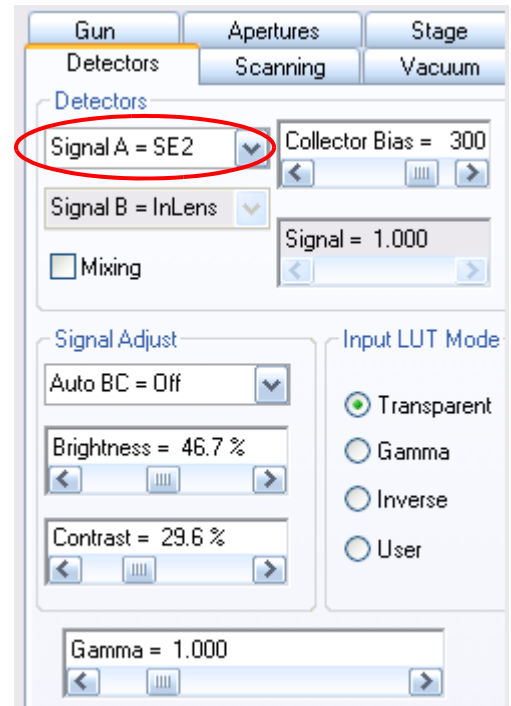 Gun Apertures Stage
Detectors Scanning Vacuum
Detectors
Signal A = SE2
Collector Bias = 300
Signal B = InLens
Signal = 1.000
Mixing
Signal Adjust
Auto BC = Off
Brightness = 46.7 %
Contrast = 29.6 %
Input LUT Mode
Transparent
Gamma
Inverse
User
Gamma = 1.000